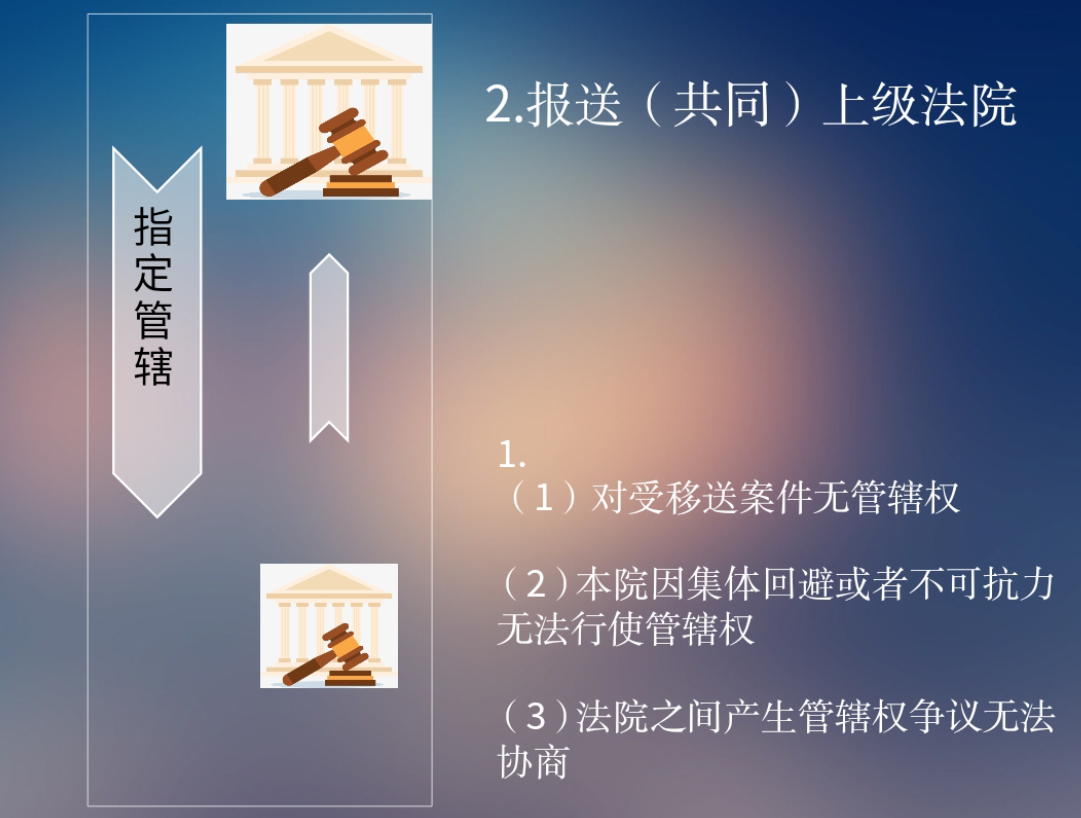 指定管辖
2.报送（共同）上级法院
1.
（1）对受移送案件无管辖权
（2）本院因集体回避或者不可抗力
无法行使管辖权
（3）法院之间产生管辖权争议无法
协商